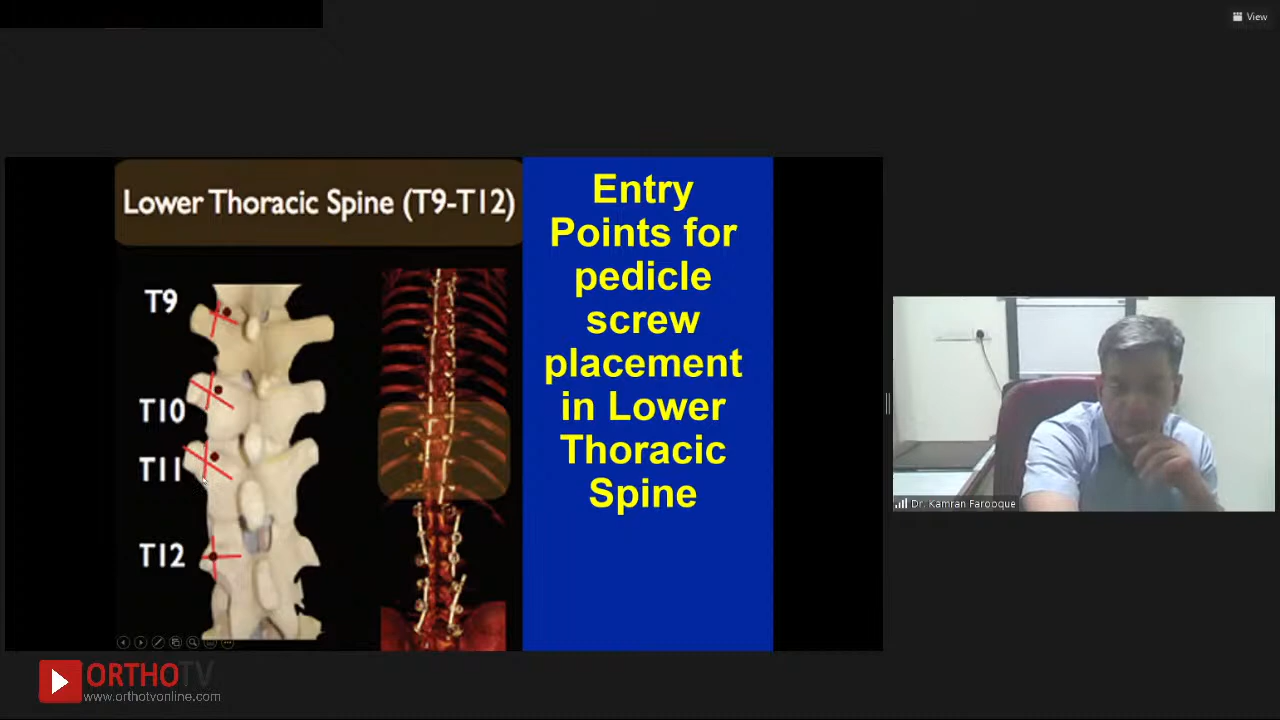 View
Lower Thoracic Spine (T9-T12)
T9
T10
T11
T12
Entry
Points for
pedicle
screw
placement
in Lower
Thoracic
Spine
Dr. Kamran Farooque
ORTHOTV
www.orthotvonline.com